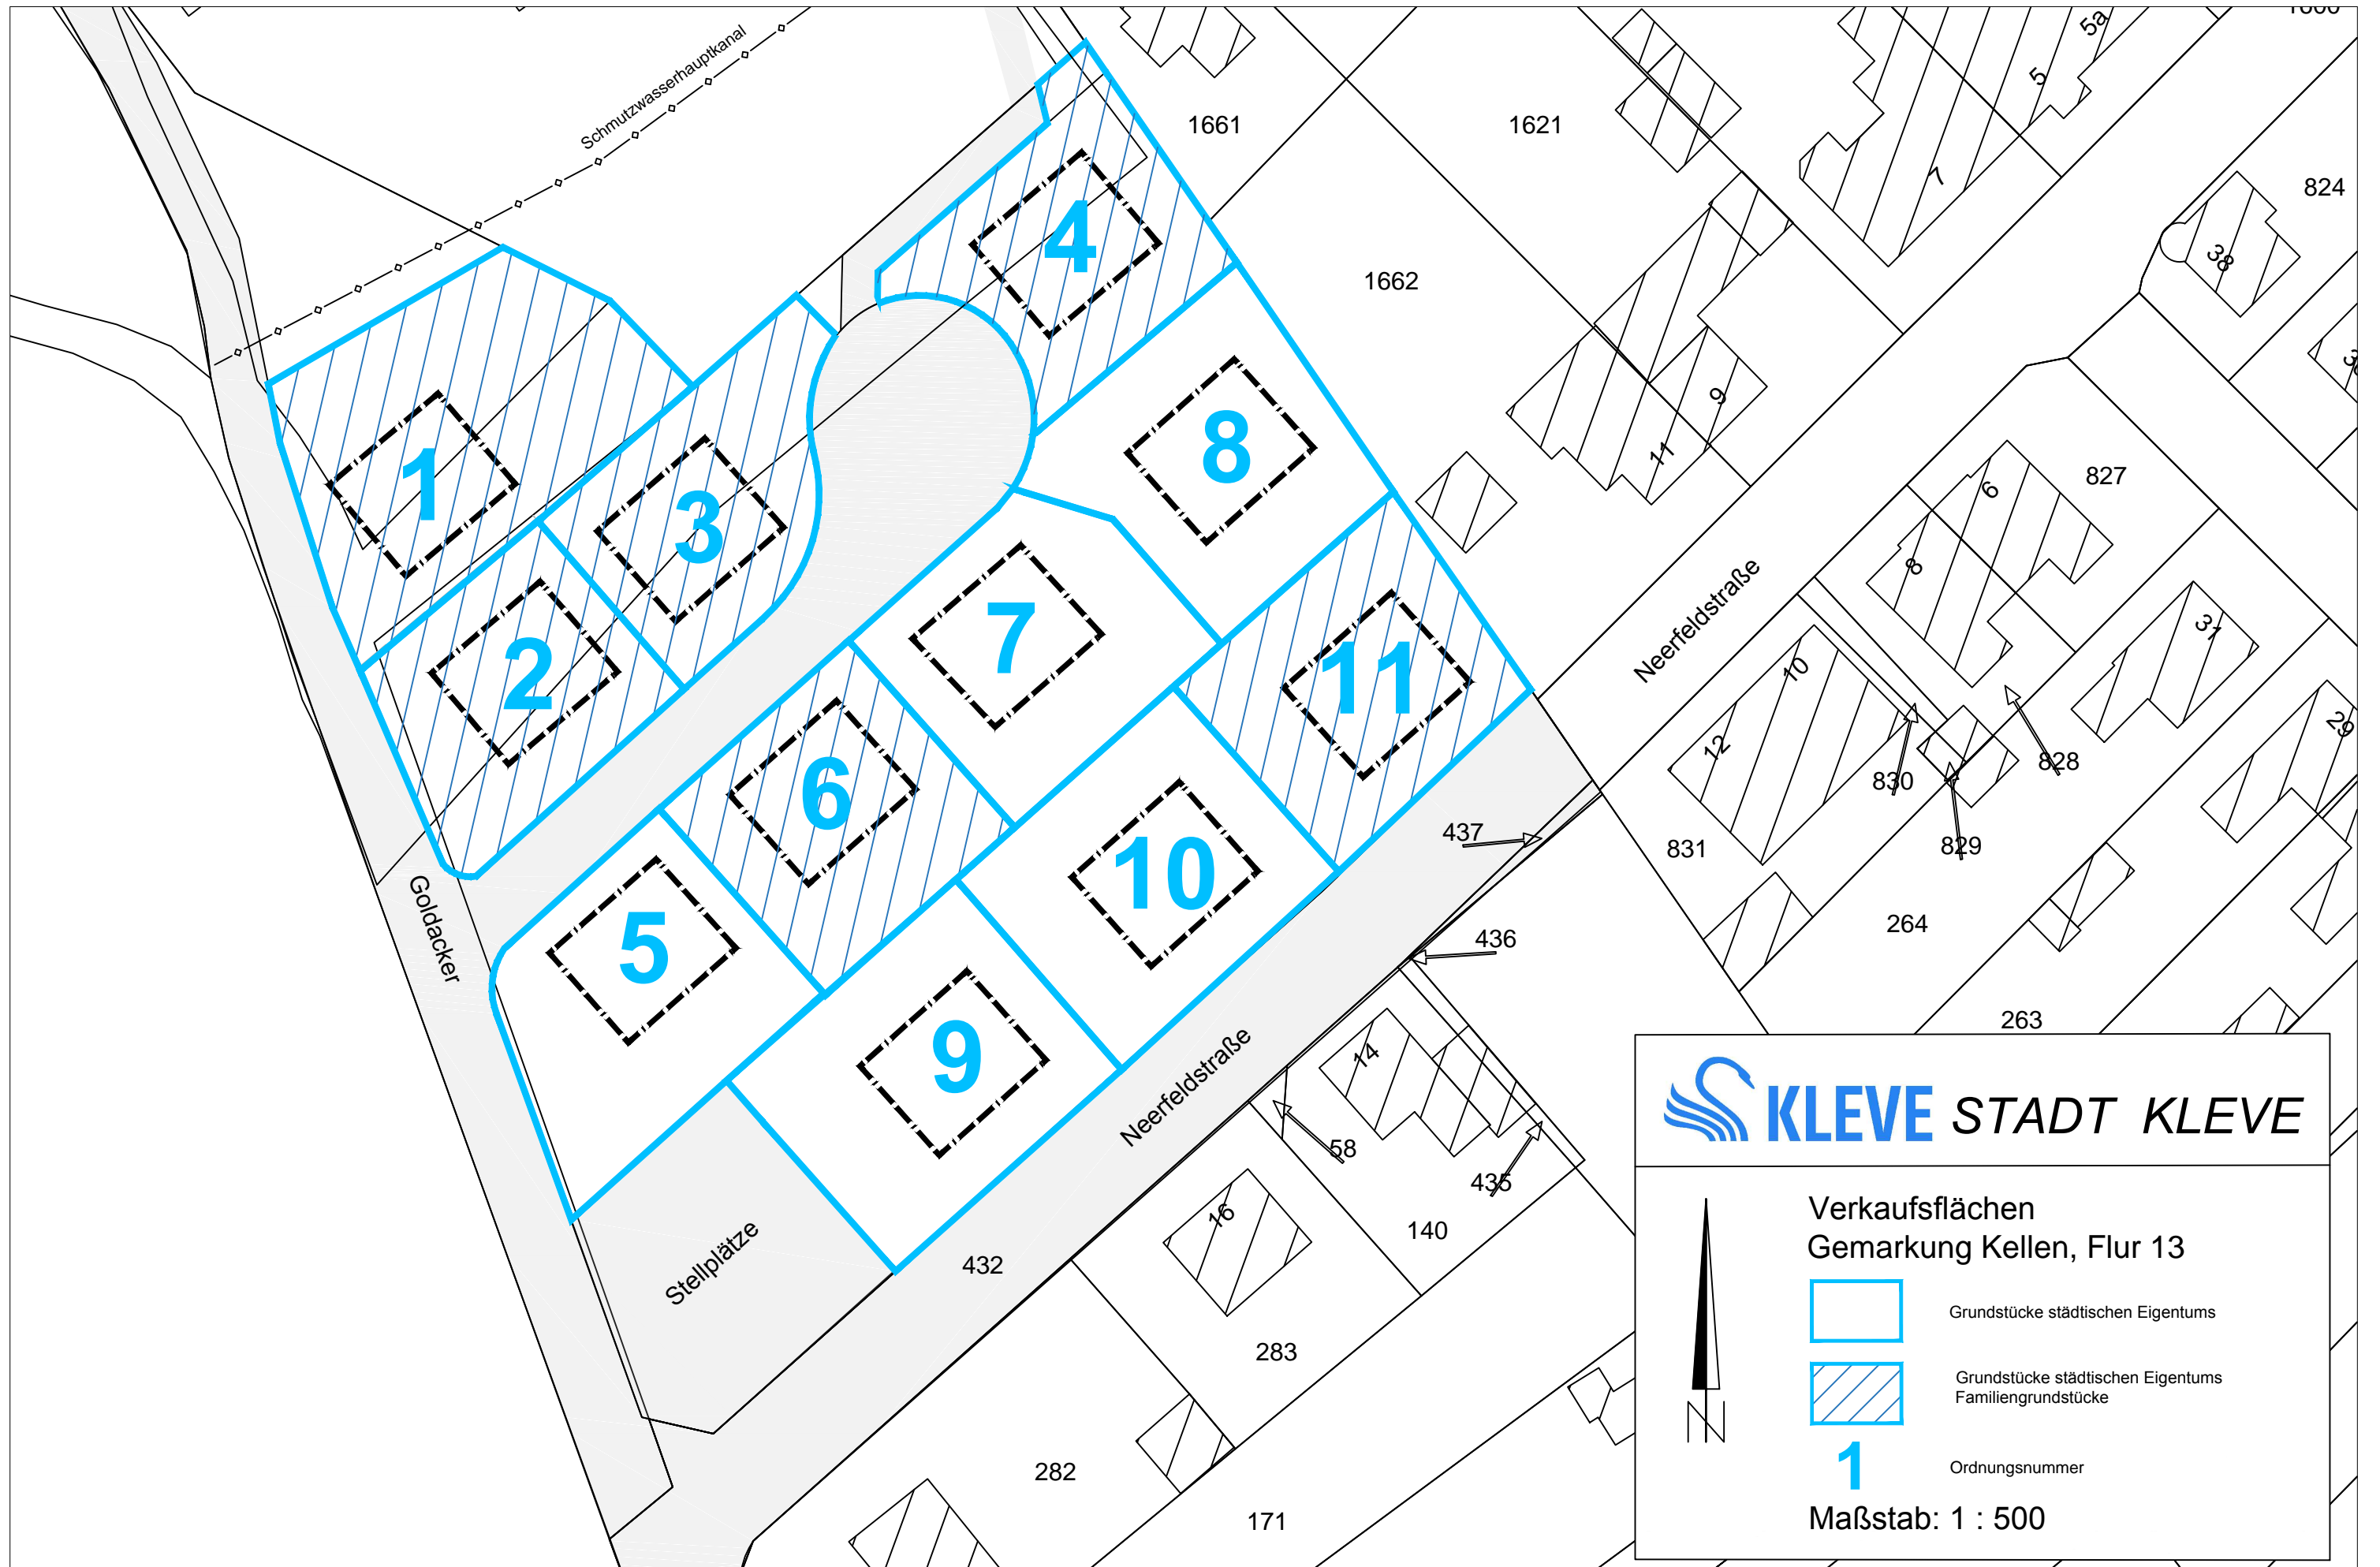 Schmutzwasserhauptkanal
5a
5
7
1661
1621
824
38
1662
4
8
9
11
1
3
827
6
8
31
29
Neerfeldstraße
7
2
11
10
12
830
828
829
831
437
436
264
263
6
10
5
9
Goldacker
Neerfeldstraße
14
58
435
140
16
432
Stellplätze
283
282
171
KLEVE STADT KLEVE
Verkaufsflächen
Gemarkung Kellen, Flur 13
Grundstücke städtischen Eigentums
Grundstücke städtischen Eigentums
Familiengrundstücke
1 Ordnungsnummer
N
Maßstab: 1 : 500